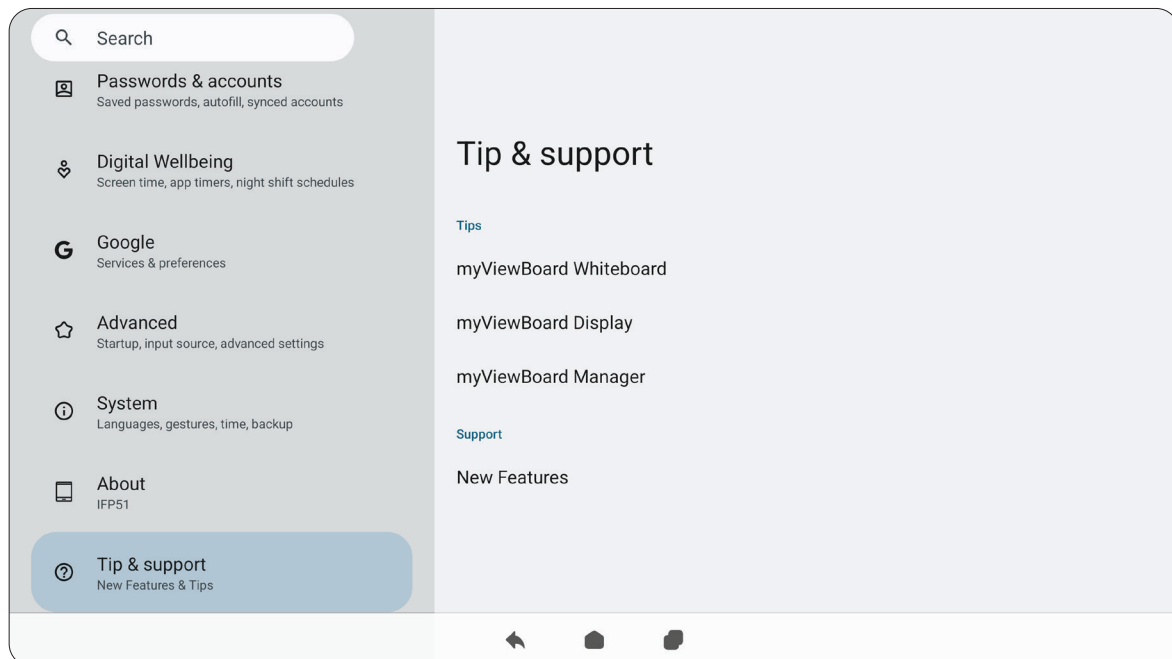 Search
Passwords & accounts
Saved passwords, autofill, synced accounts
Digital Wellbeing
Screen time, app timers, night shift schedules
Google
Services & preferences
Advanced
Startup, input source, advanced settings
System
Languages, gestures, time, backup
About
IFP51
Tip & support
New Features & Tips
Tip & support
Tips
myViewBoard Whiteboard
myViewBoard Display
myViewBoard Manager
Support
New Features